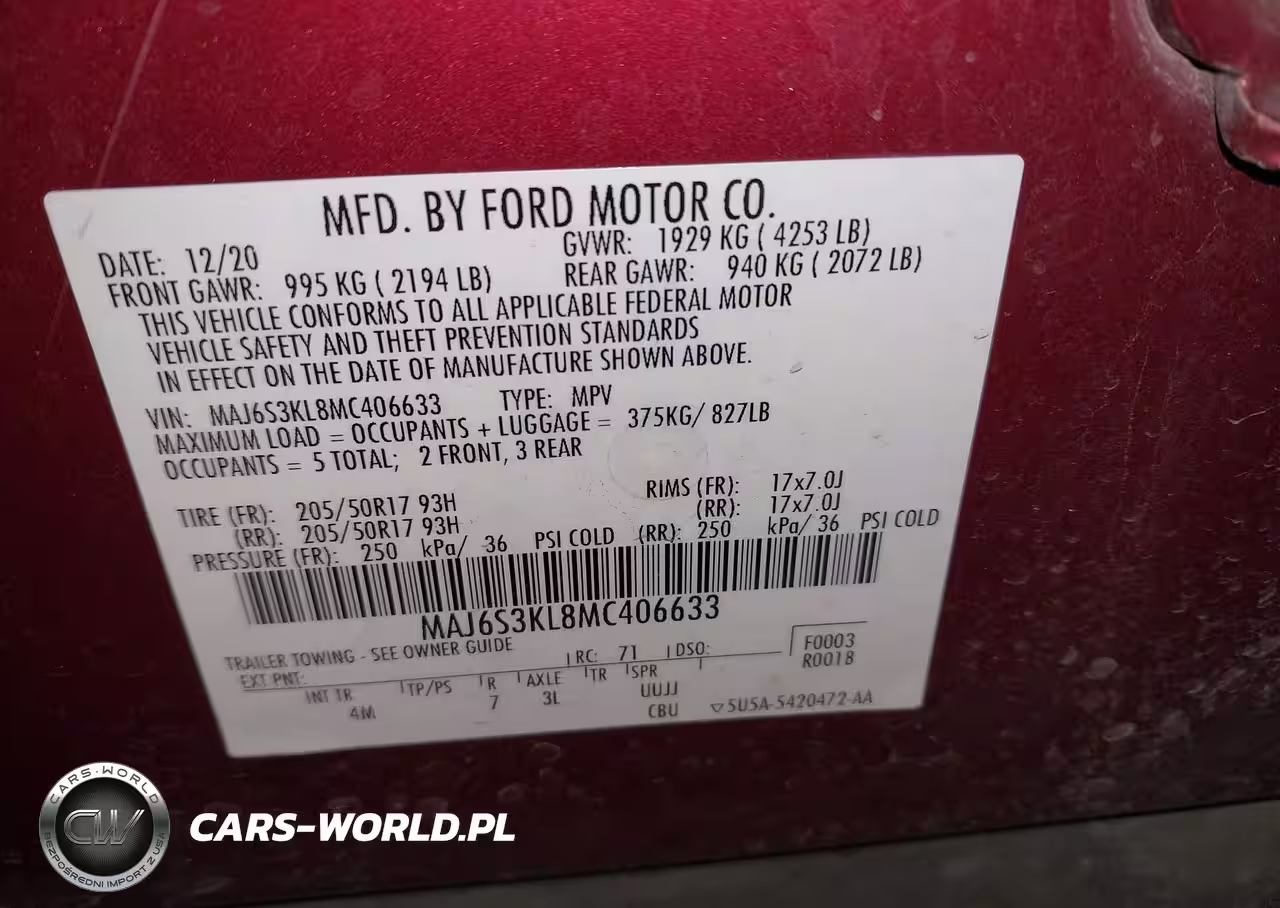 MFD. BY FORD MOTOR CO.
DATE: 12/20 GVWR: 1929 KG ( 4253 LB)
FRONT GAWR: 995 KG ( 2194 LB) REAR GAWR: 940 KG ( 2072 LB)
THIS VEHICLE CONFORMS TO ALL APPLICABLE FEDERAL MOTOR
VEHICLE SAFETY AND THEFT PREVENTION STANDARDS
IN EFFECT ON THE DATE OF MANUFACTURE SHOWN ABOVE.
VIN: MAJ6S3KL8MC406633 TYPE: MPV
MAXIMUM LOAD = OCCUPANTS + LUGGAGE = 375KG/ 827LB
OCCUPANTS = 5 TOTAL; 2 FRONT, 3 REAR
TIRE (FR): 205/50R17 93H RIMS (FR): 17x7.0J
(RR): 205/50R17 93H (RR): 17x7.0J
PRESSURE (FR): 250 kPa/ 36 PSI COLD (RR): 250 kPa/ 36 PSI COLD
MAJ6S3KL8MC406633
TRAILER TOWING - SEE OWNER GUIDE
EXT PNT: RC: 71 DSO: F0003
R0018
INT TR TP/PS R AXLE TR SPR
4M 7 3L UUJJ
CBU ▽5U5A-5420472-AA
CARS-WORLD
CW
BEZPOŚREDNI IMPORT Z USA
CARS-WORLD.PL